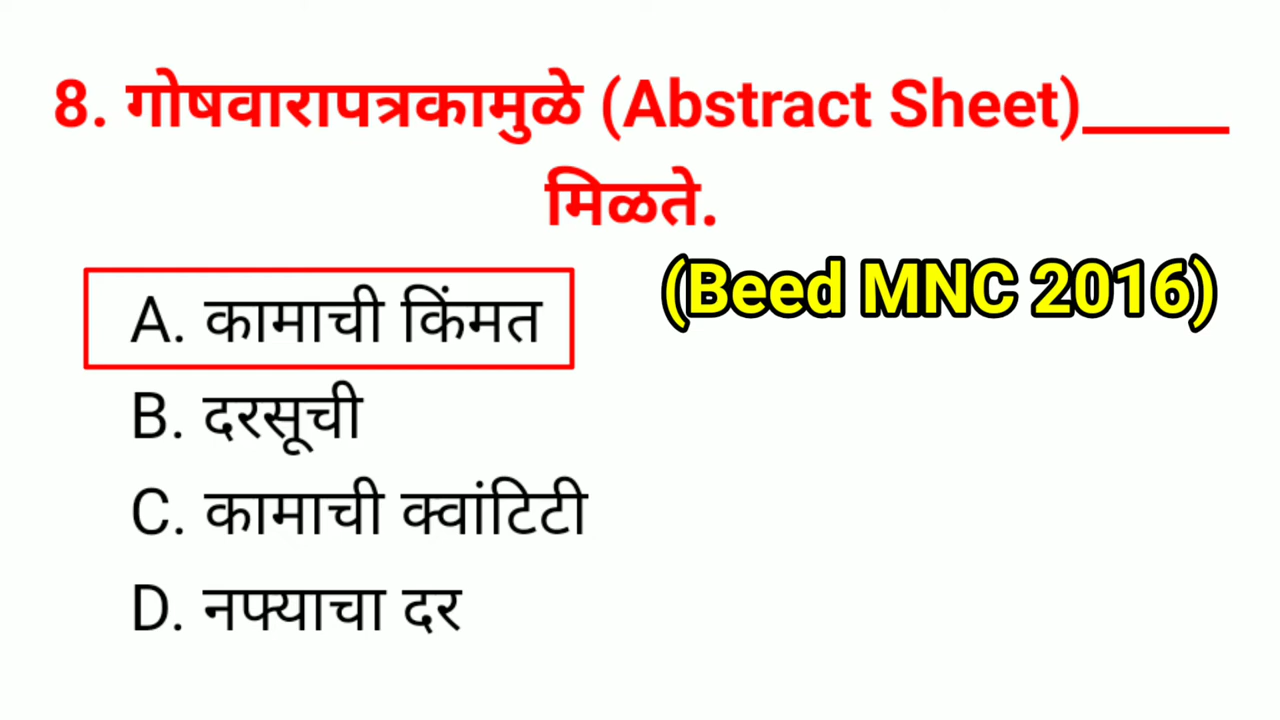 8. गोषवारापत्रकामुळे (Abstract Sheet)_____
मिळते.
(Beed MNC 2016)
A. कामाची किंमत
B. दरसूची
C. कामाची क्वांटिटी
D. नफ्याचा दर